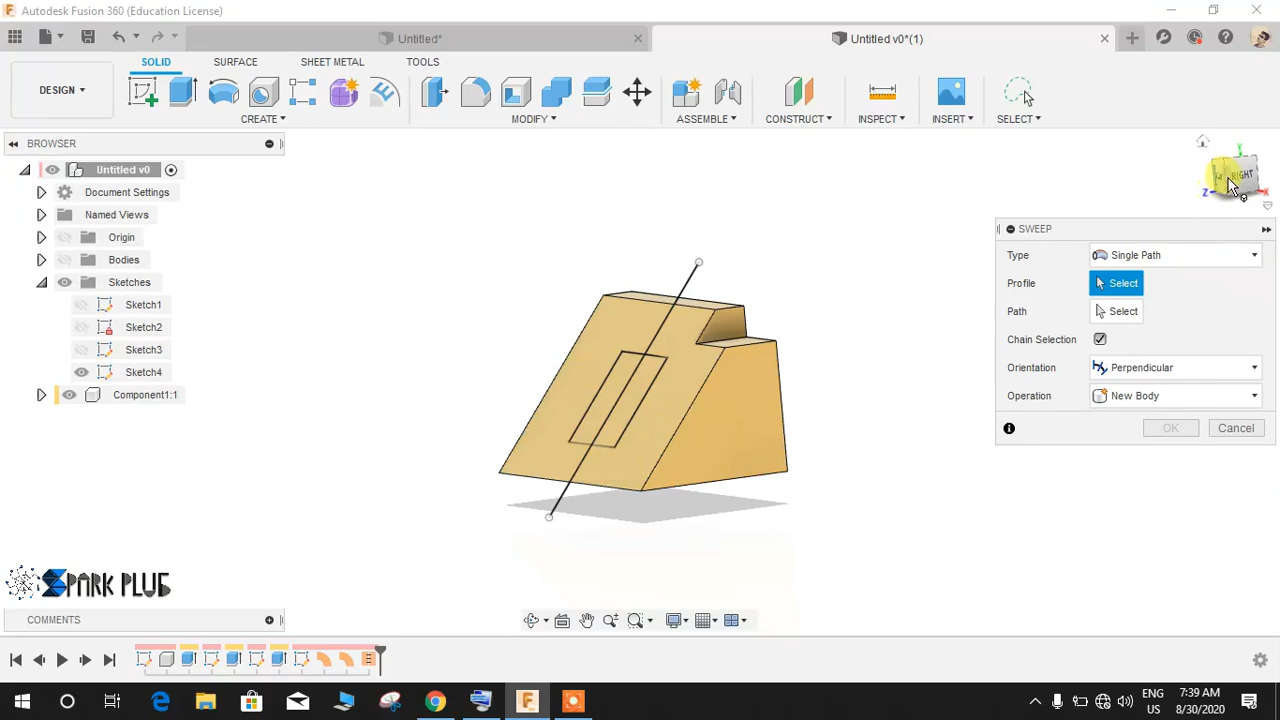 Autodesk Fusion 360 (Education License)
Untitled*
Untitled v0*(1)
DESIGN
SOLID SURFACE SHEET METAL TOOLS
CREATE MODIFY ASSEMBLE CONSTRUCT INSPECT INSERT SELECT
BROWSER
Untitled v0
Document Settings
Named Views
Origin
Bodies
Sketches
Sketch1
Sketch2
Sketch3
Sketch4
Component1:1
Y
RIGHT
Z X
SWEEP
Type Single Path
Profile Select
Path Select
Chain Selection
Orientation Perpendicular
Operation New Body
OK Cancel
SPARK PLUG
COMMENTS
ENG 7:39 AM
US 8/30/2020